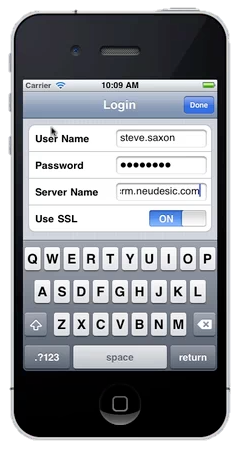 Carrier 10:09 AM
Login Done
User Name steve.saxon
Password ••••••••
Server Name rm.neudesic.com
Use SSL ON
Q W E R T Y U I O P
A S D F G H J K L
Z X C V B N M
.?123 space return